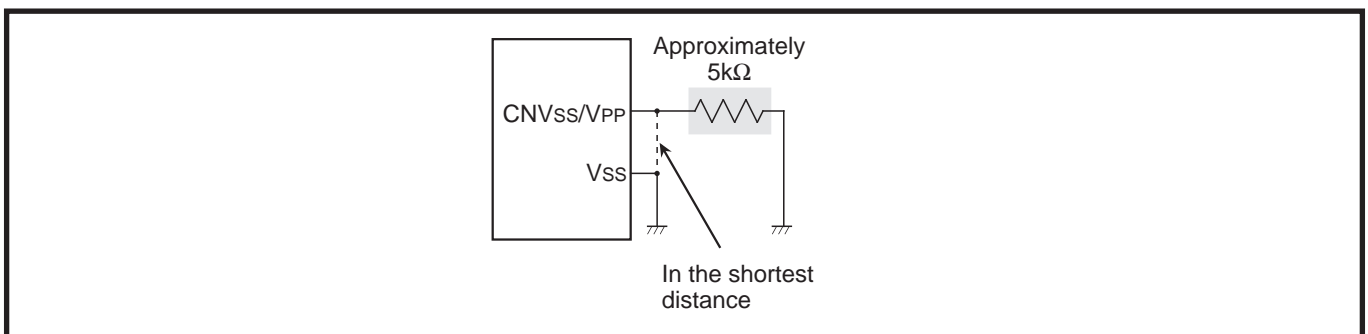 Approximately
5kΩ
CNVSS/VPP
VSS
In the shortest
distance